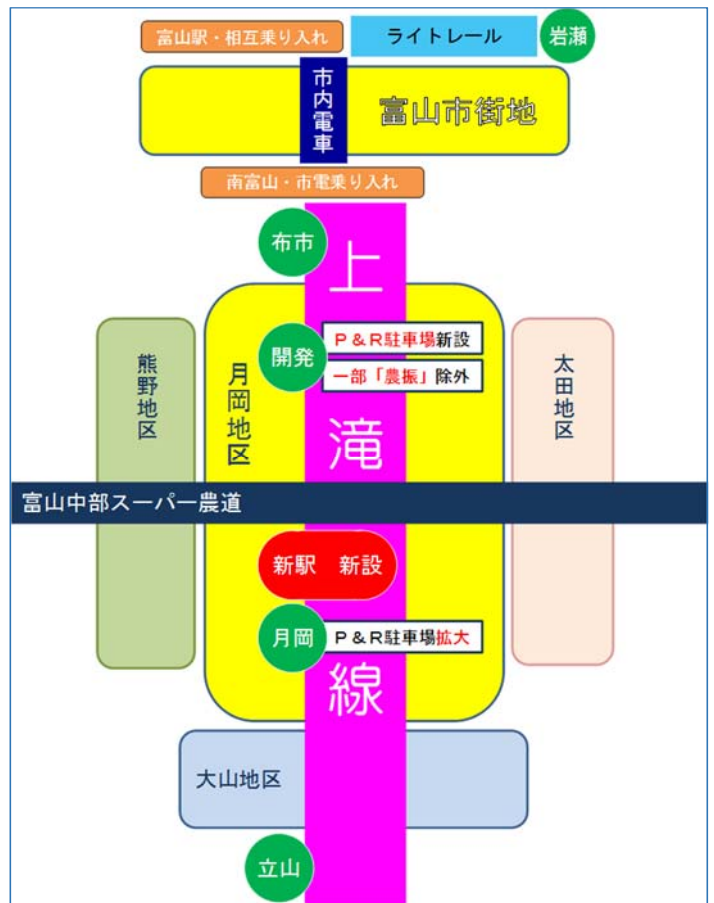 富山駅・相互乗り入れ
ライトレール
岩瀬
市内電車
富山市街地
南富山・市電乗り入れ
布市
上滝線
開発
P&R駐車場新設
一部「農振」除外
熊野地区
月岡地区
太田地区
富山中部スーパー農道
新駅 新設
月岡
P&R駐車場拡大
大山地区
立山